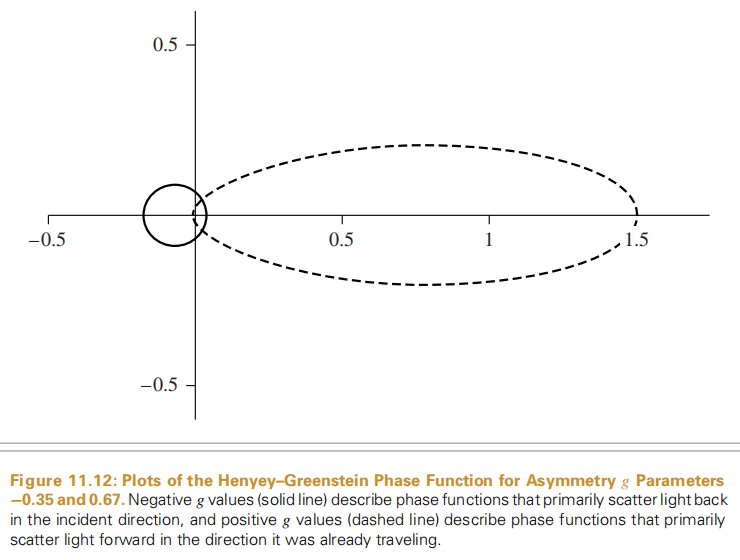 0.5
−0.5
0.5
1
1.5
−0.5
Figure 11.12: Plots of the Henyey–Greenstein Phase Function for Asymmetry g Parameters
−0.35 and 0.67. Negative g values (solid line) describe phase functions that primarily scatter light back
in the incident direction, and positive g values (dashed line) describe phase functions that primarily
scatter light forward in the direction it was already traveling.